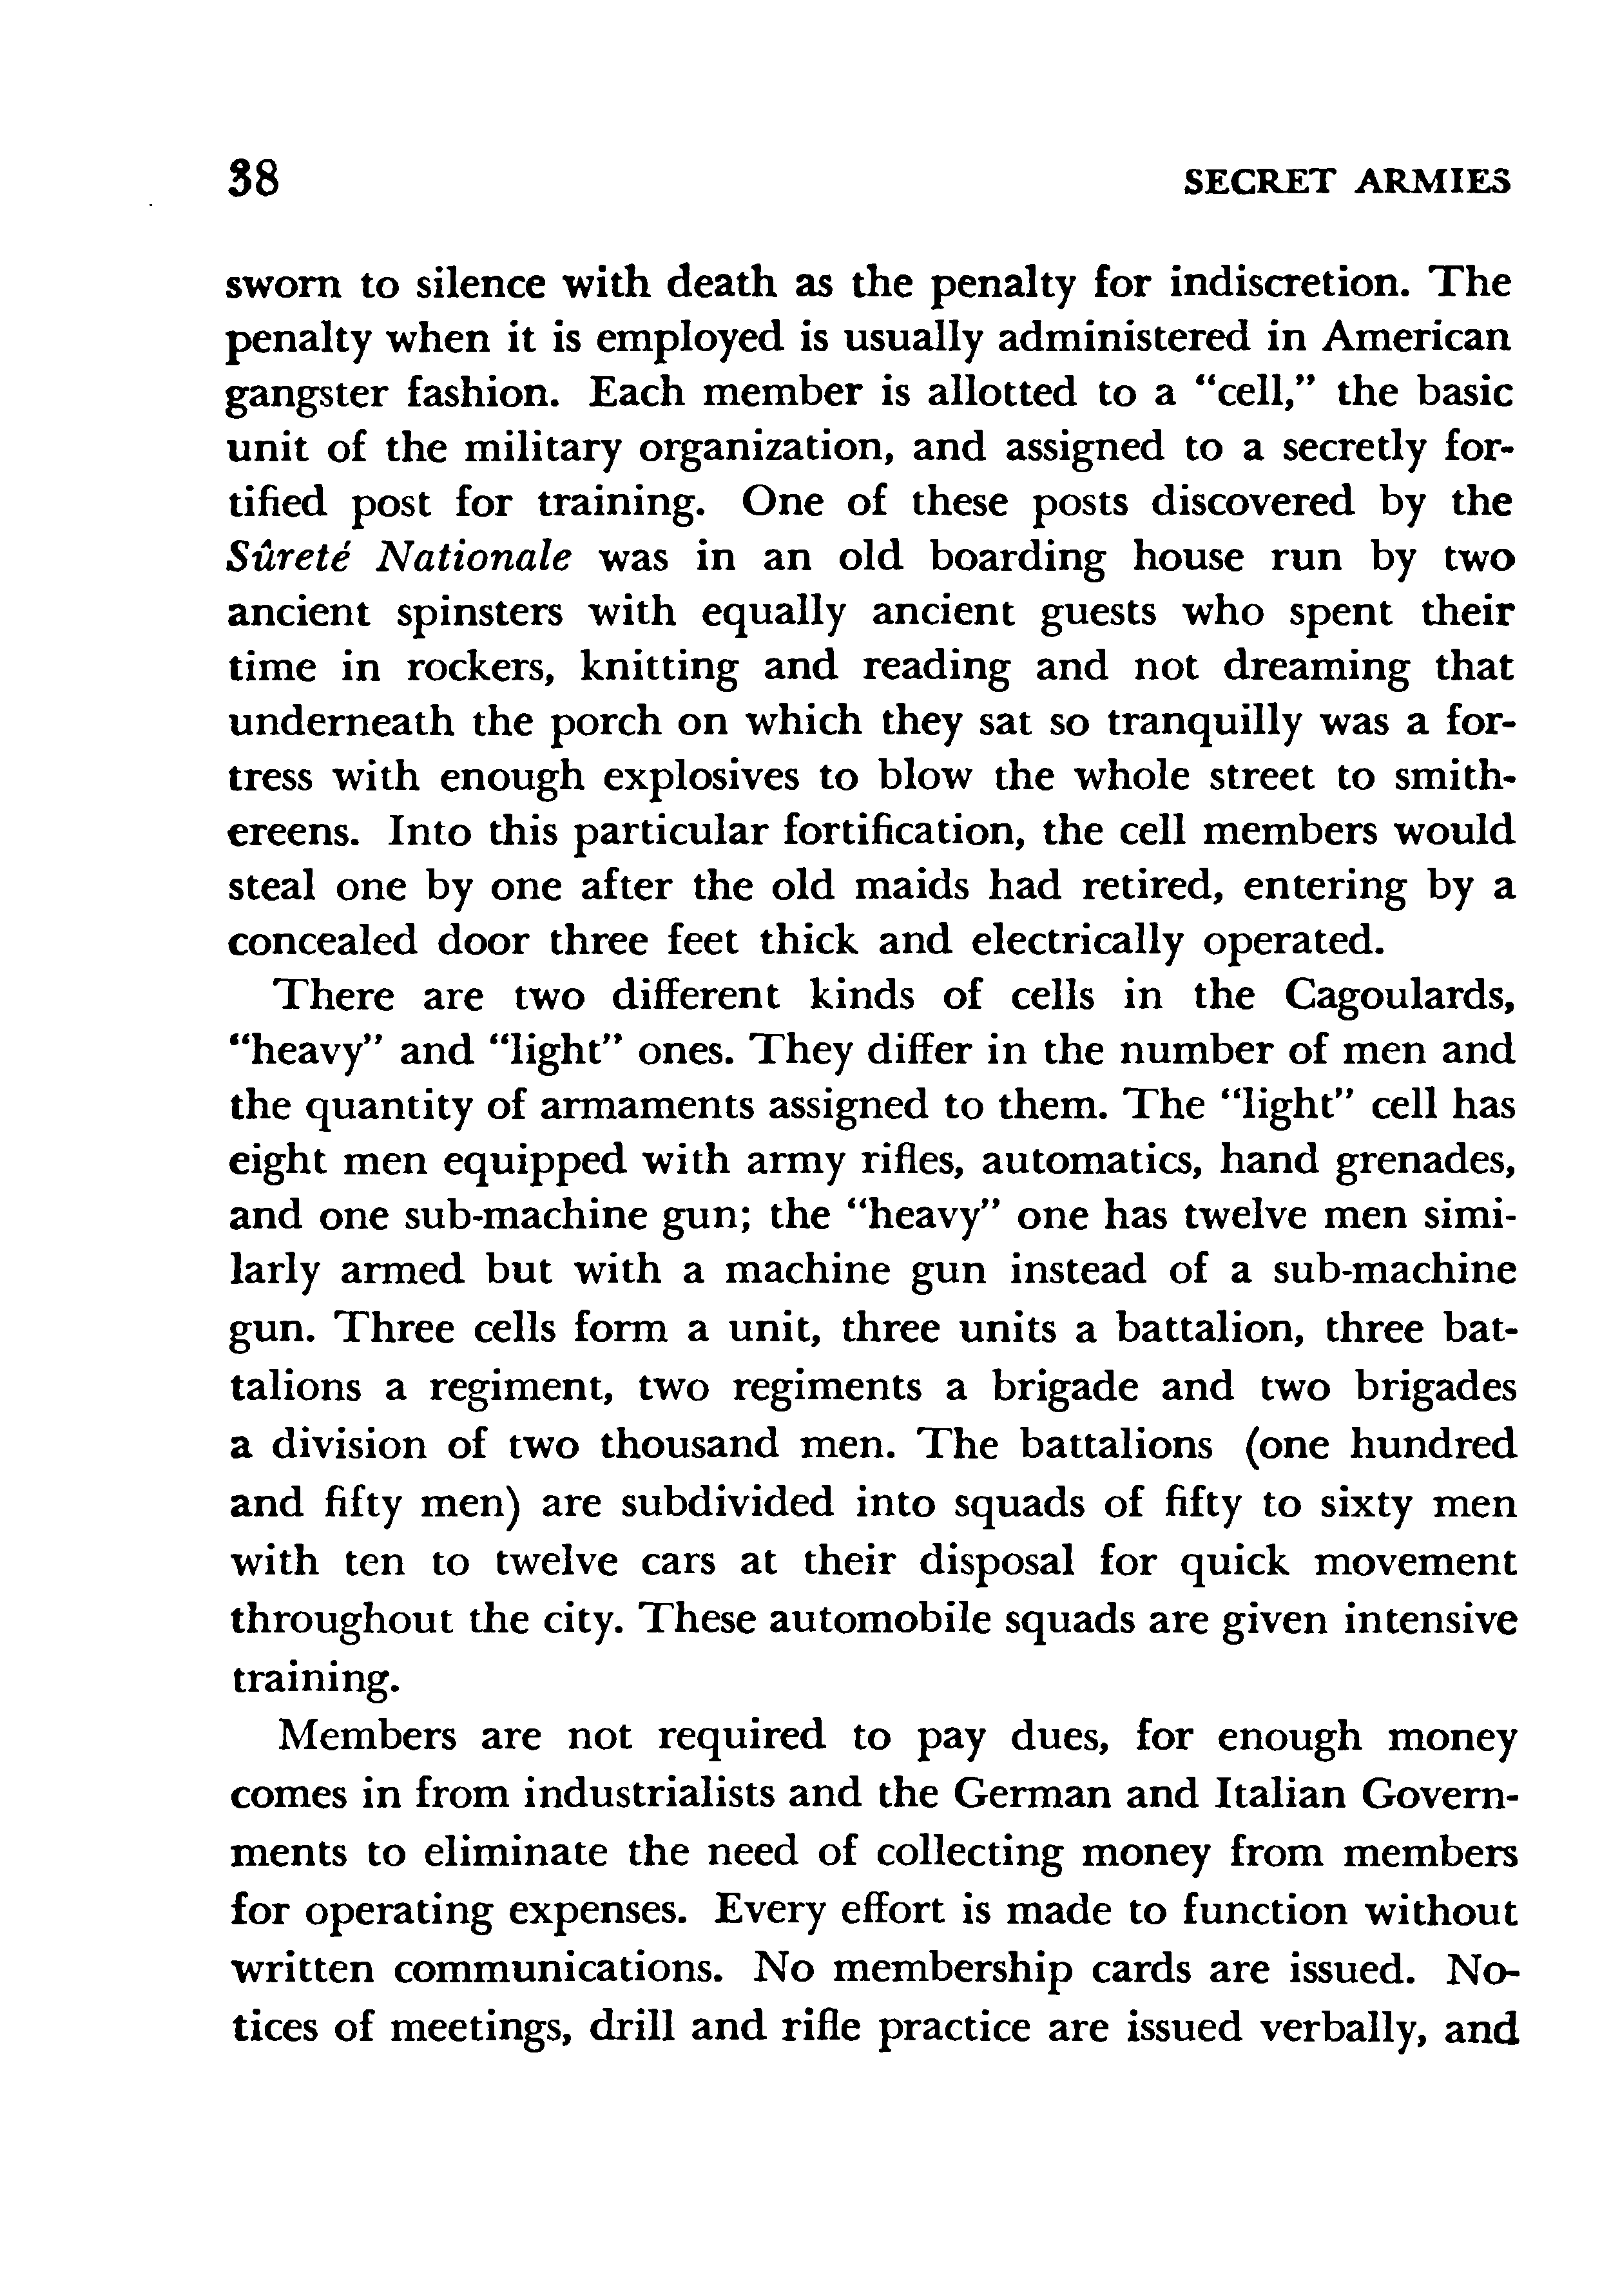 38 SECRET ARMIES
sworn to silence with death as the penalty for indiscretion. The
penalty when it is employed is usually administered in American
gangster fashion. Each member is allotted to a “cell,” the basic
unit of the military organization, and assigned to a secretly for-
tified post for training. One of these posts discovered by the
Sûreté Nationale was in an old boarding house run by two
ancient spinsters with equally ancient guests who spent their
time in rockers, knitting and reading and not dreaming that
underneath the porch on which they sat so tranquilly was a for-
tress with enough explosives to blow the whole street to smith-
ereens. Into this particular fortification, the cell members would
steal one by one after the old maids had retired, entering by a
concealed door three feet thick and electrically operated.
There are two different kinds of cells in the Cagoulards,
“heavy” and “light” ones. They differ in the number of men and
the quantity of armaments assigned to them. The “light” cell has
eight men equipped with army rifles, automatics, hand grenades,
and one sub-machine gun; the “heavy” one has twelve men simi-
larly armed but with a machine gun instead of a sub-machine
gun. Three cells form a unit, three units a battalion, three bat-
talions a regiment, two regiments a brigade and two brigades
a division of two thousand men. The battalions (one hundred
and fifty men) are subdivided into squads of fifty to sixty men
with ten to twelve cars at their disposal for quick movement
throughout the city. These automobile squads are given intensive
training.
Members are not required to pay dues, for enough money
comes in from industrialists and the German and Italian Govern-
ments to eliminate the need of collecting money from members
for operating expenses. Every effort is made to function without
written communications. No membership cards are issued. No-
tices of meetings, drill and rifle practice are issued verbally, and